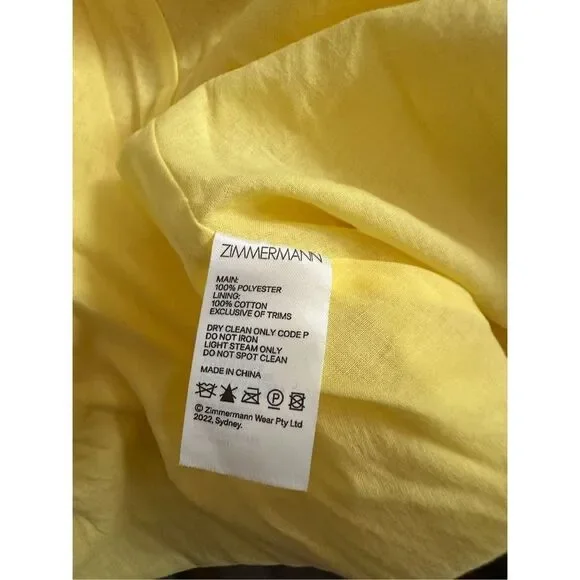 ZIMMERMANN
MAIN:
100% POLYESTER
LINING:
100% COTTON
EXCLUSIVE OF TRIMS
DRY CLEAN ONLY CODE P
DO NOT IRON
LIGHT STEAM ONLY
DO NOT SPOT CLEAN
MADE IN CHINA
P
© Zimmermann Wear Pty Ltd
2022, Sydney.